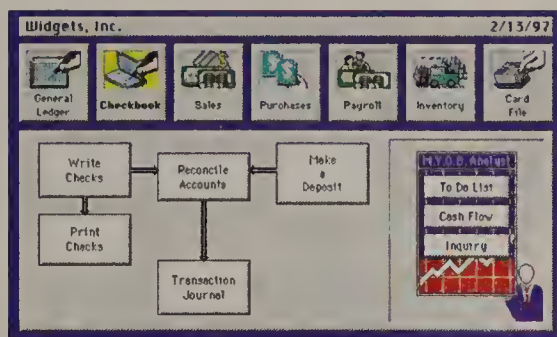 Widgets, Inc. 2/13/97
General
Ledger
Checkbook
Sales
Purchases
Payroll
Inventory
Card
File
Write
Checks
Reconcile
Accounts
Make
a
Deposit
Print
Checks
Transaction
Journal
M.Y.O.B. Analyst
To Do List
Cash Flow
Inquiry